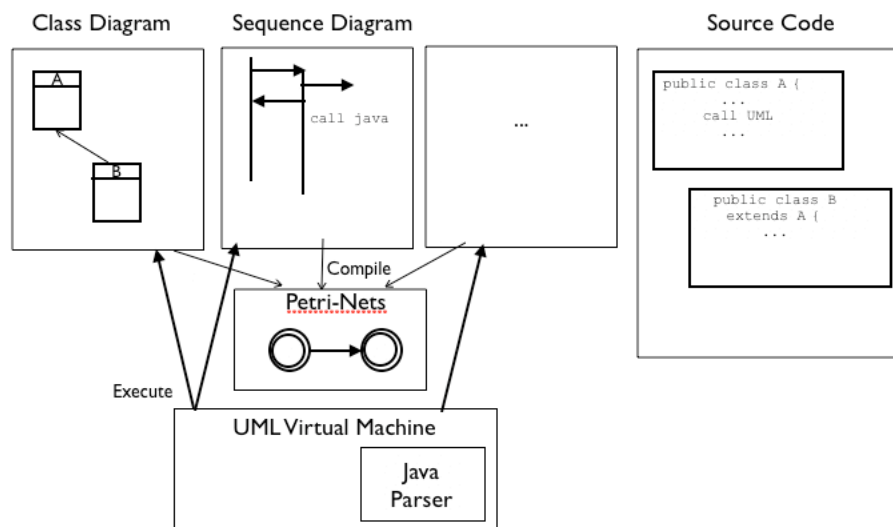 Class Diagram
Sequence Diagram
Source Code
A
B
call java
...
public class A {
...
call UML
...
public class B
extends A {
...
Compile
Petri-Nets
Execute
UML Virtual Machine
Java
Parser